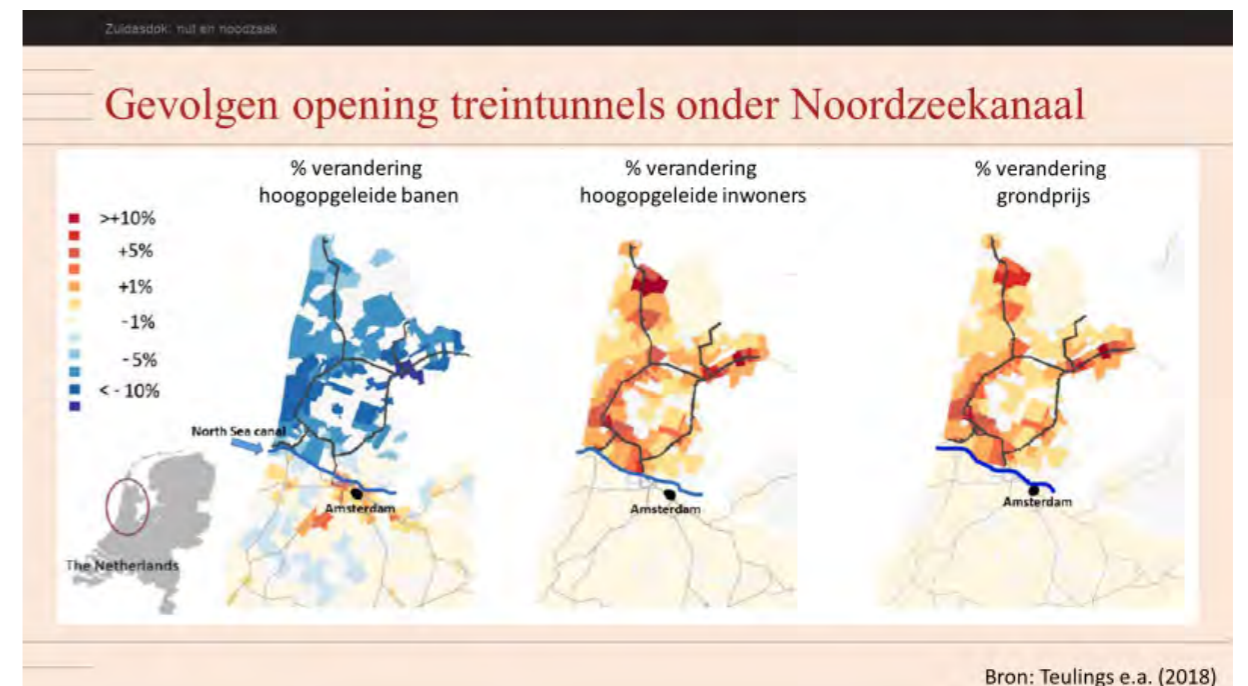 Zuidasdok: nut en noodzaak
Gevolgen opening treintunnels onder Noordzeekanaal
% verandering
hoogopgeleide banen
% verandering
hoogopgeleide inwoners
% verandering
grondprijs
>+10%
+5%
+1%
-1%
-5%
< - 10%
North Sea canal
Amsterdam
The Netherlands
Amsterdam
Amsterdam
Bron: Teulings e.a. (2018)